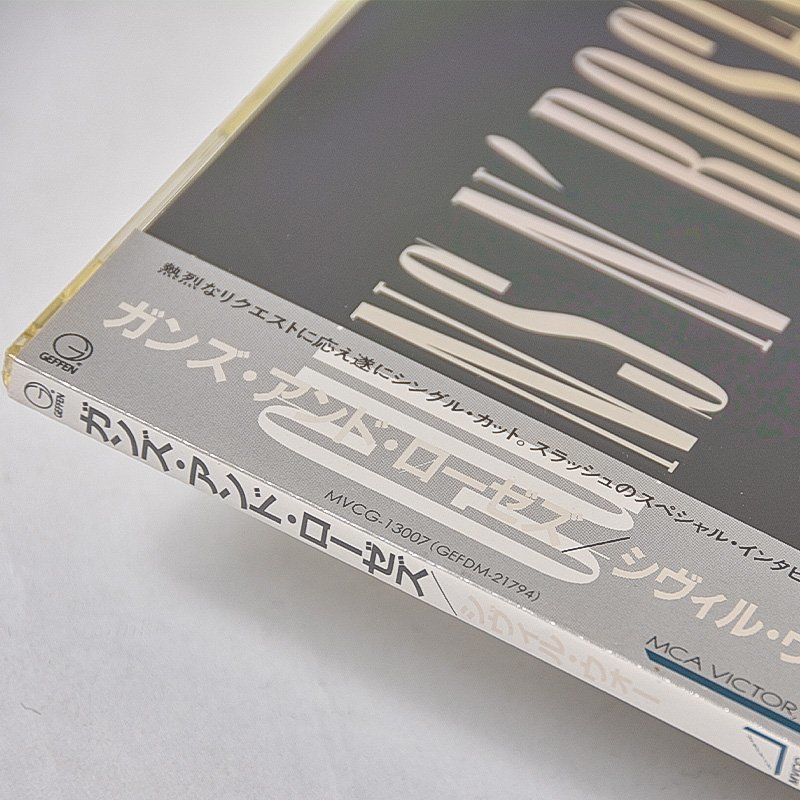 GUNS N' ROSES
熱烈なリクエストに応え遂にシングル・カット。スラッシュのスペシャル・インタビ
ガンズ・アンド・ローゼズ/シヴィル・ウ
GEFFEN
MVCG-13007(GEFDM-21794)
MCA VICTOR,
GEFFEN
ガンズ・アンド・ローゼズ/シヴィル・ウォー
MVCG